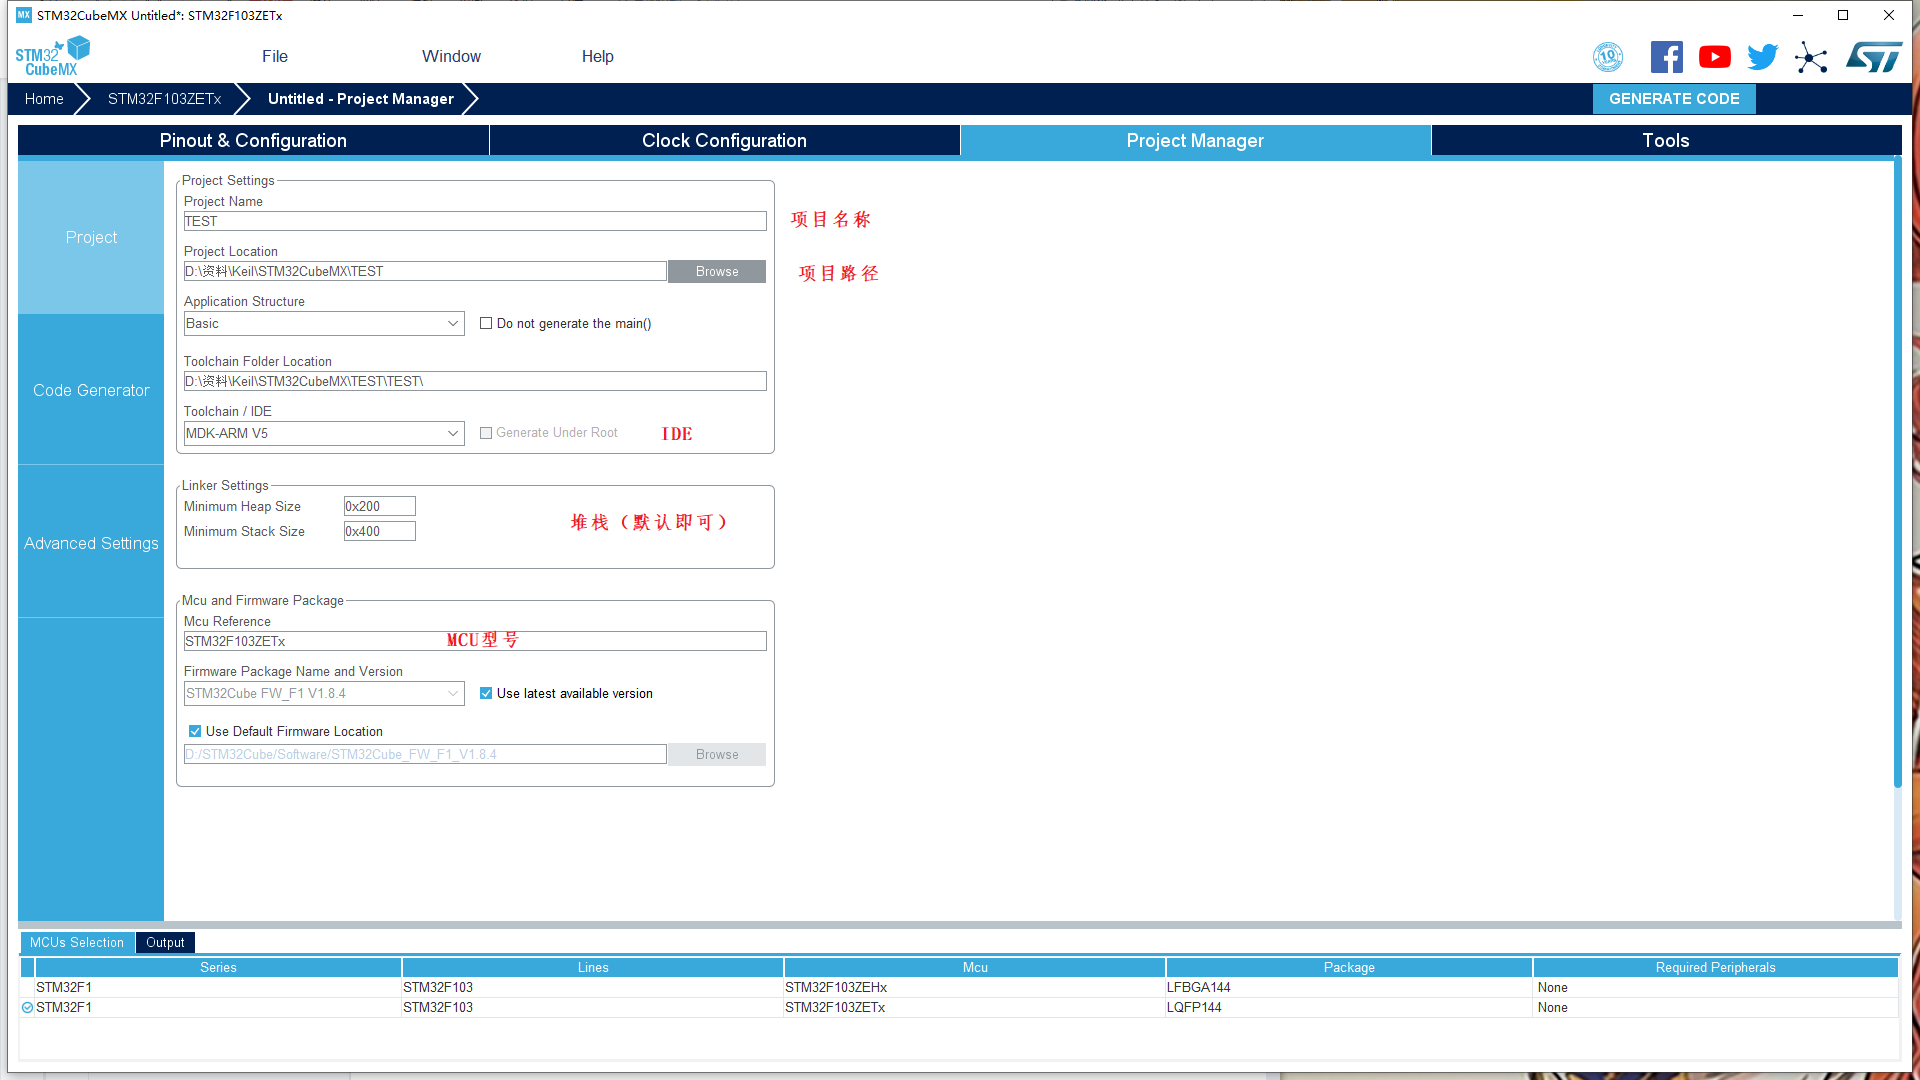 MX STM32CubeMX Untitled*: STM32F103ZETx
STM32 CubeMX
File Window Help
10
ST
Home STM32F103ZETx Untitled - Project Manager GENERATE CODE
Pinout & Configuration Clock Configuration Project Manager Tools
Project
Code Generator
Advanced Settings
Project Settings
Project Name
TEST 项目名称
Project Location
D:\资料\Keil\STM32CubeMX\TEST Browse 项目路径
Application Structure
Basic Do not generate the main()
Toolchain Folder Location
D:\资料\Keil\STM32CubeMX\TEST\TEST\
Toolchain / IDE
MDK-ARM V5 Generate Under Root IDE
Linker Settings
Minimum Heap Size 0x200
堆栈（默认即可）
Minimum Stack Size 0x400
Mcu and Firmware Package
Mcu Reference
STM32F103ZETx MCU型号
Firmware Package Name and Version
STM32Cube FW_F1 V1.8.4 Use latest available version
Use Default Firmware Location
D:/STM32Cube/Software/STM32Cube_FW_F1_V1.8.4 Browse
MCUs Selection Output
Series Lines Mcu Package Required Peripherals
STM32F1 STM32F103 STM32F103ZEHx LFBGA144 None
STM32F1 STM32F103 STM32F103ZETx LQFP144 None